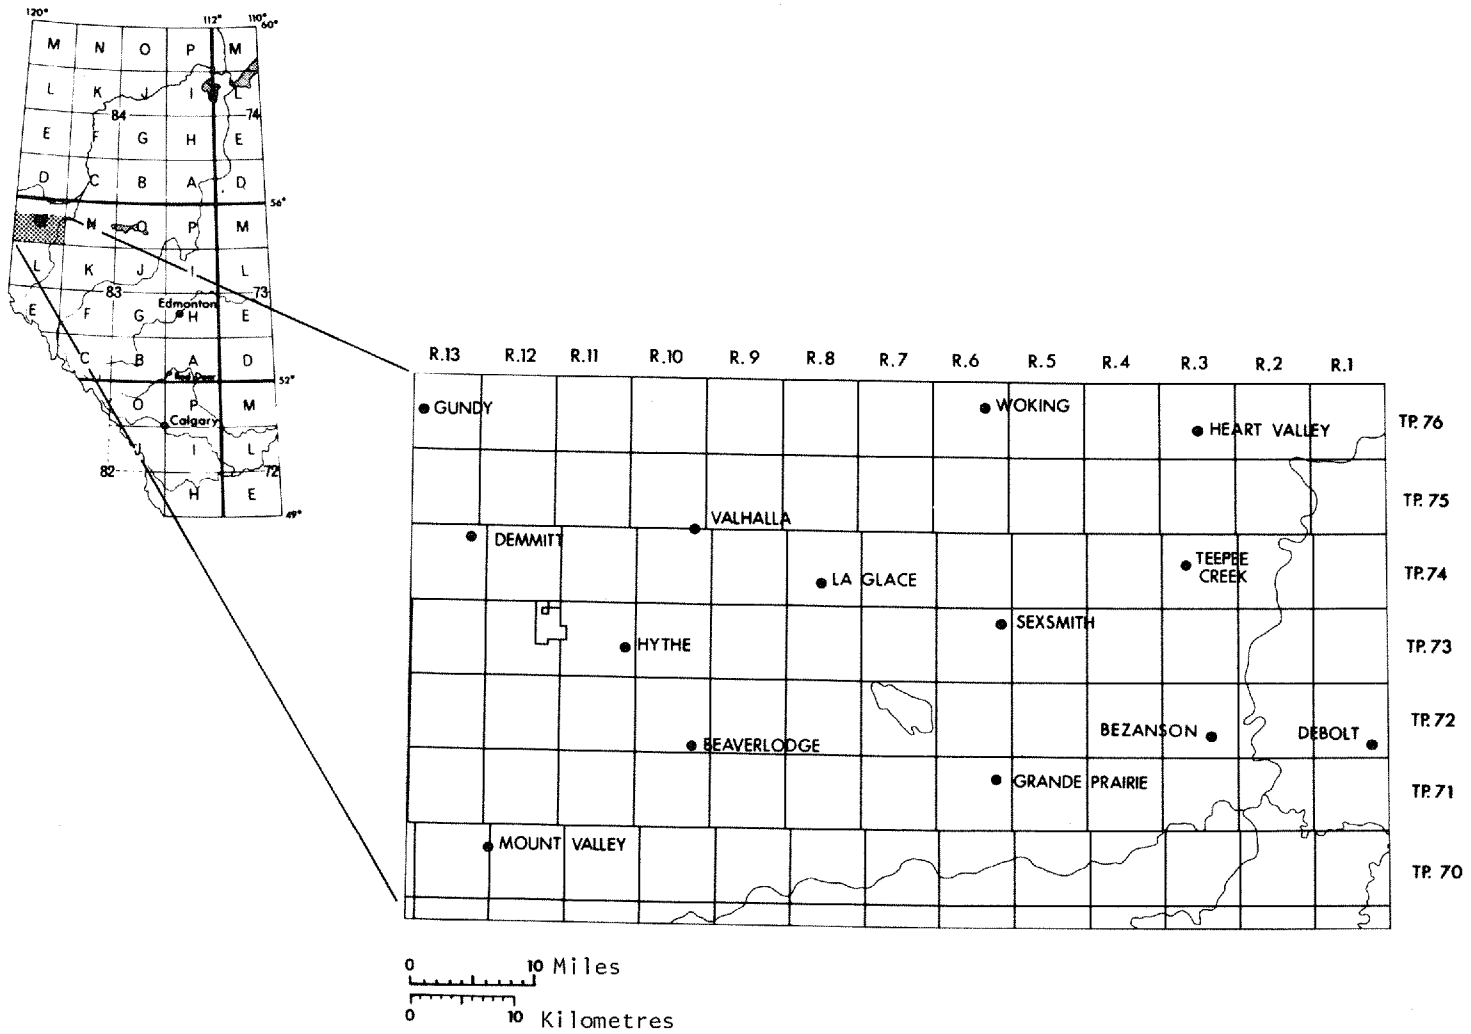 120° 112° 110° 60°
M N O P M
L K J I L
84 74
E F G H E
D C B A D
56°
N O P M
L K J I L
83 73
Edmonton
E F G H E
C B A D
Red Deer 52°
O P M
Calgary
J I L
82 72
H E
49°
R.13 R.12 R.11 R.10 R.9 R.8 R.7 R.6 R.5 R.4 R.3 R.2 R.1
GUNDY WOKING TP. 76
HEART VALLEY
TP. 75
VALHALLA
DEMMITT
TEEPEE
CREEK
LA GLACE TP. 74
SEXSMITH
HYTHE TP. 73
TP. 72
BEZANSON DEBOLT
BEAVERLODGE
GRANDE PRAIRIE TP. 71
MOUNT VALLEY
TP. 70
0 10 Miles
0 10 Kilometres